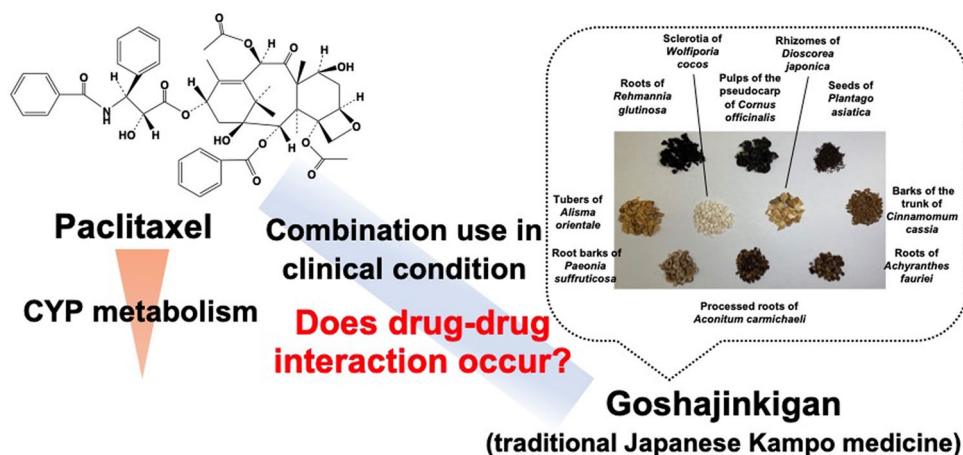 O
O
O
H
OH
O
H
NH
H
O
H
O
HO
O
HO
O
H
O
O
O
O
Paclitaxel
CYP metabolism
Combination use in
clinical condition
Does drug-drug
interaction occur?
Sclerotia of
Wolfiporia
cocos
Rhizomes of
Dioscorea
japonica
Roots of
Rehmannia
glutinosa
Pulps of the
pseudocarp
of Cornus
officinalis
Seeds of
Plantago
asiatica
Tubers of
Alisma
orientale
Barks of the
trunk of
Cinnamomum
cassia
Root barks of
Paeonia
suffruticosa
Roots of
Achyranthes
fauriei
Processed roots of
Aconitum carmichaeli
Goshajinkigan
(traditional Japanese Kampo medicine)